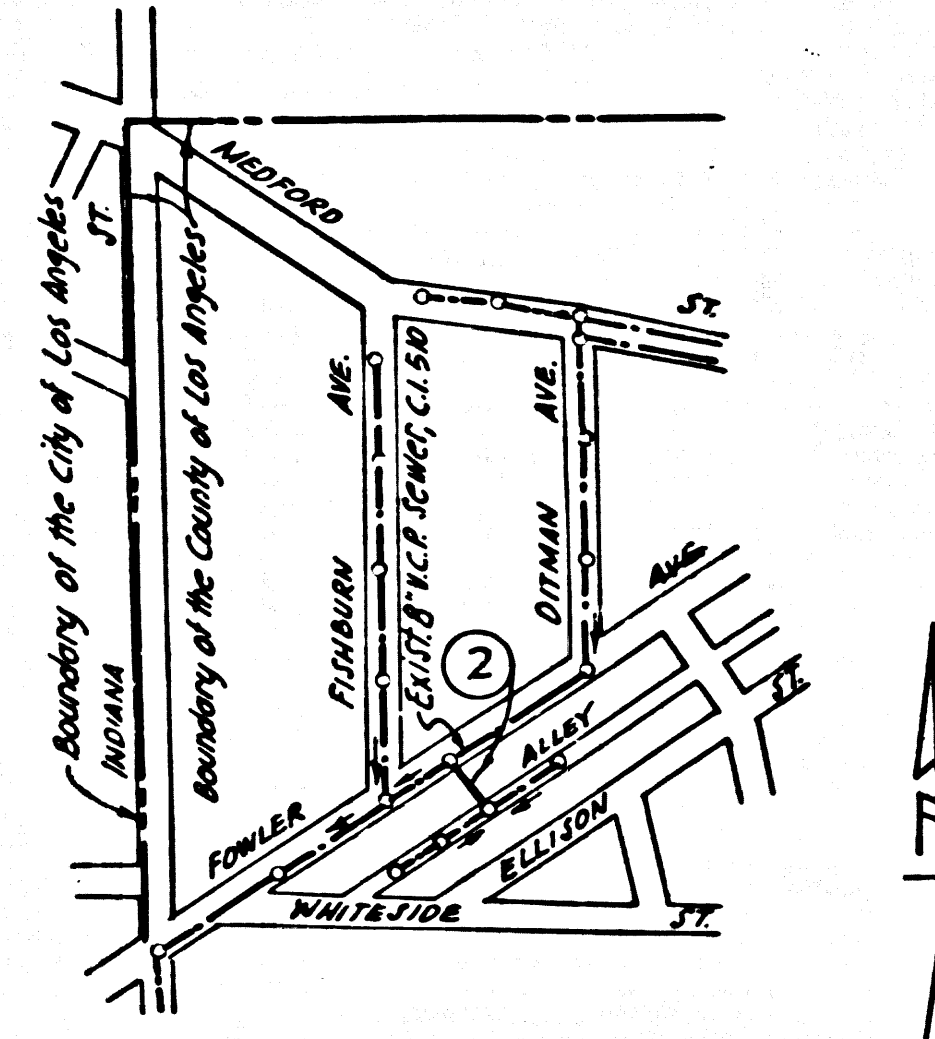 MEDFORD
ST.
Boundary of the City of Los Angeles
ST.
Boundary of the County of Los Angeles
AVE.
Exist. 8" V.C.P. Sewer, C.I. 510
AVE.
FISHBURN
DITMAN
AVE.
INDIANA
2
ST.
ALLEY
FOWLER
ELLISON
WHITESIDE
ST.